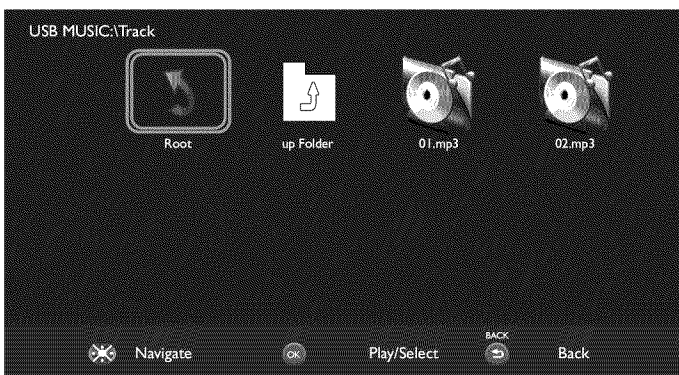 USB MUSIC:\Track
Root up Folder 01.mp3 02.mp3
BACK
Navigate OK Play/Select Back